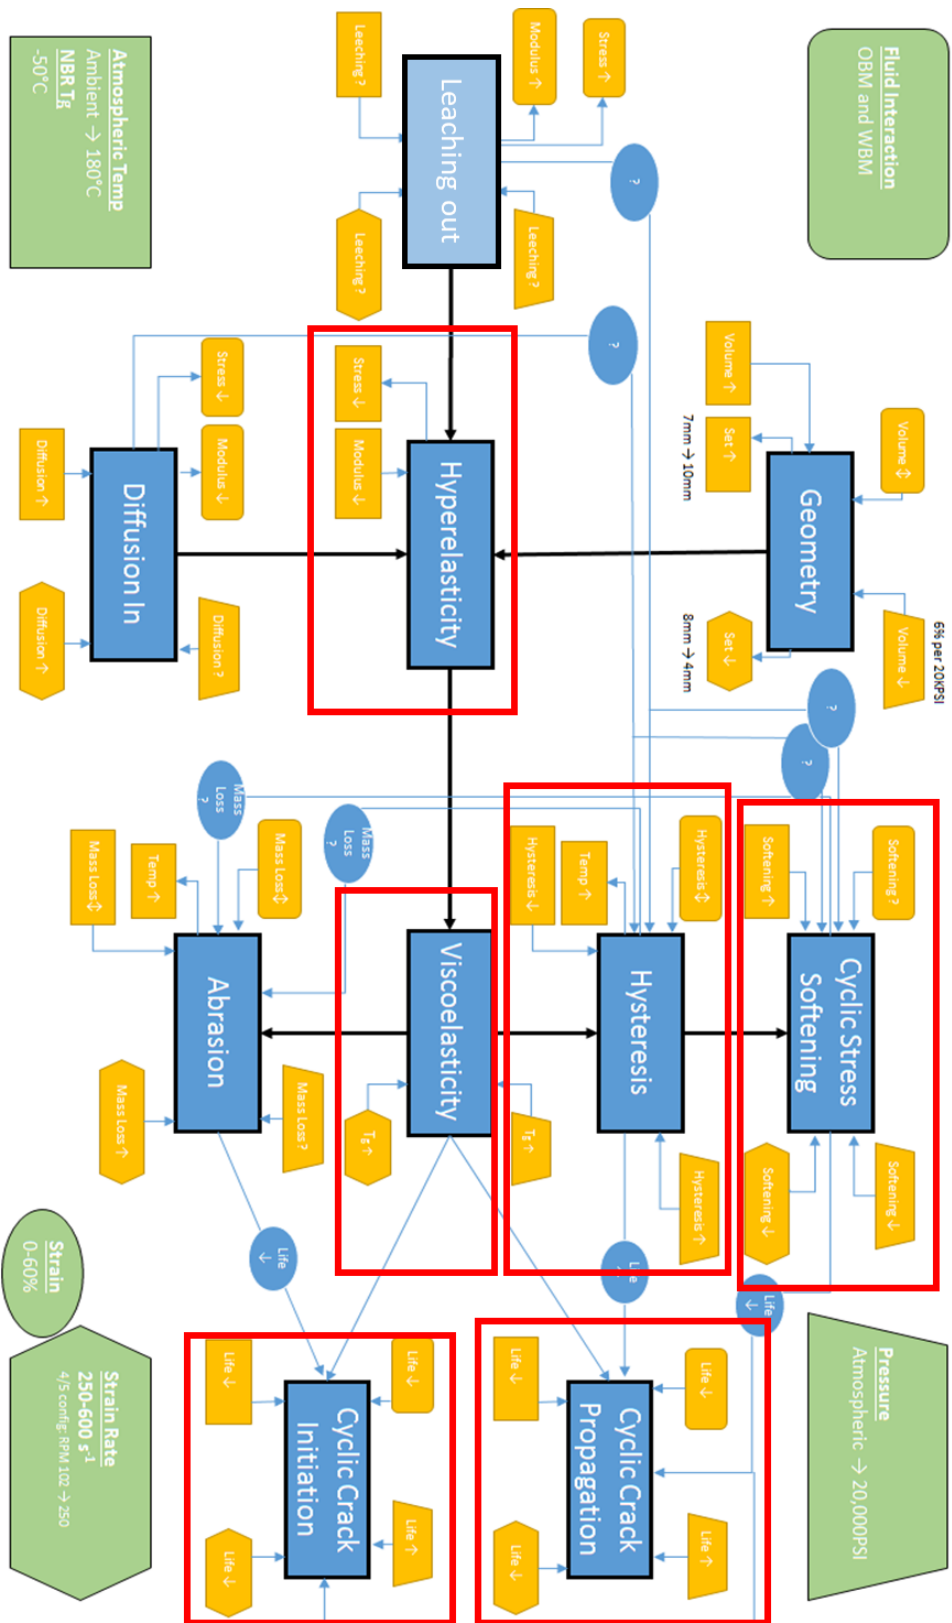 Fluid Interaction
OBM and WBM
6% per 20KPSI
Pressure
Atmospheric → 20,000PSI
Volume ↕
Volume ↓
Softening ?
Softening ↓
?
Cyclic Stress
Softening
Geometry
?
Softening ↑
Softening ↓
Life
↓
Volume ↑
Set ↑
Set ↓
7mm → 10mm
8mm → 4mm
Hysteresis ↕
Hysteresis ↑
Life ↓
Life ↑
Stress ↑
?
?
Hysteresis
Life
↓
Cyclic Crack
Propagation
Modulus ↑
Leeching ?
Temp ↑
Hysteresis ↓
Tg ↑
Life ↓
Life ↓
Leaching out
Hyperelasticity
Viscoelasticity
Leeching ?
Leeching ?
Stress ↓
Modulus ↓
Mass
Loss
?
Tg ↑
Life ↓
Life ↑
Cyclic Crack
Initiation
Stress ↓
Modulus ↓
Diffusion ?
Mass
Loss
?
Mass Loss↕
Mass Loss ?
Abrasion
Life
↓
Life ↓
Life ↓
Diffusion In
Temp ↑
Mass Loss↕
Mass Loss ↑
Diffusion ↑
Diffusion ↑
Atmospheric Temp
Ambient → 180°C
NBR Tg
-50°C
Strain
0-60%
Strain Rate
250-600 s⁻¹
4/5 config: RPM 102 → 250